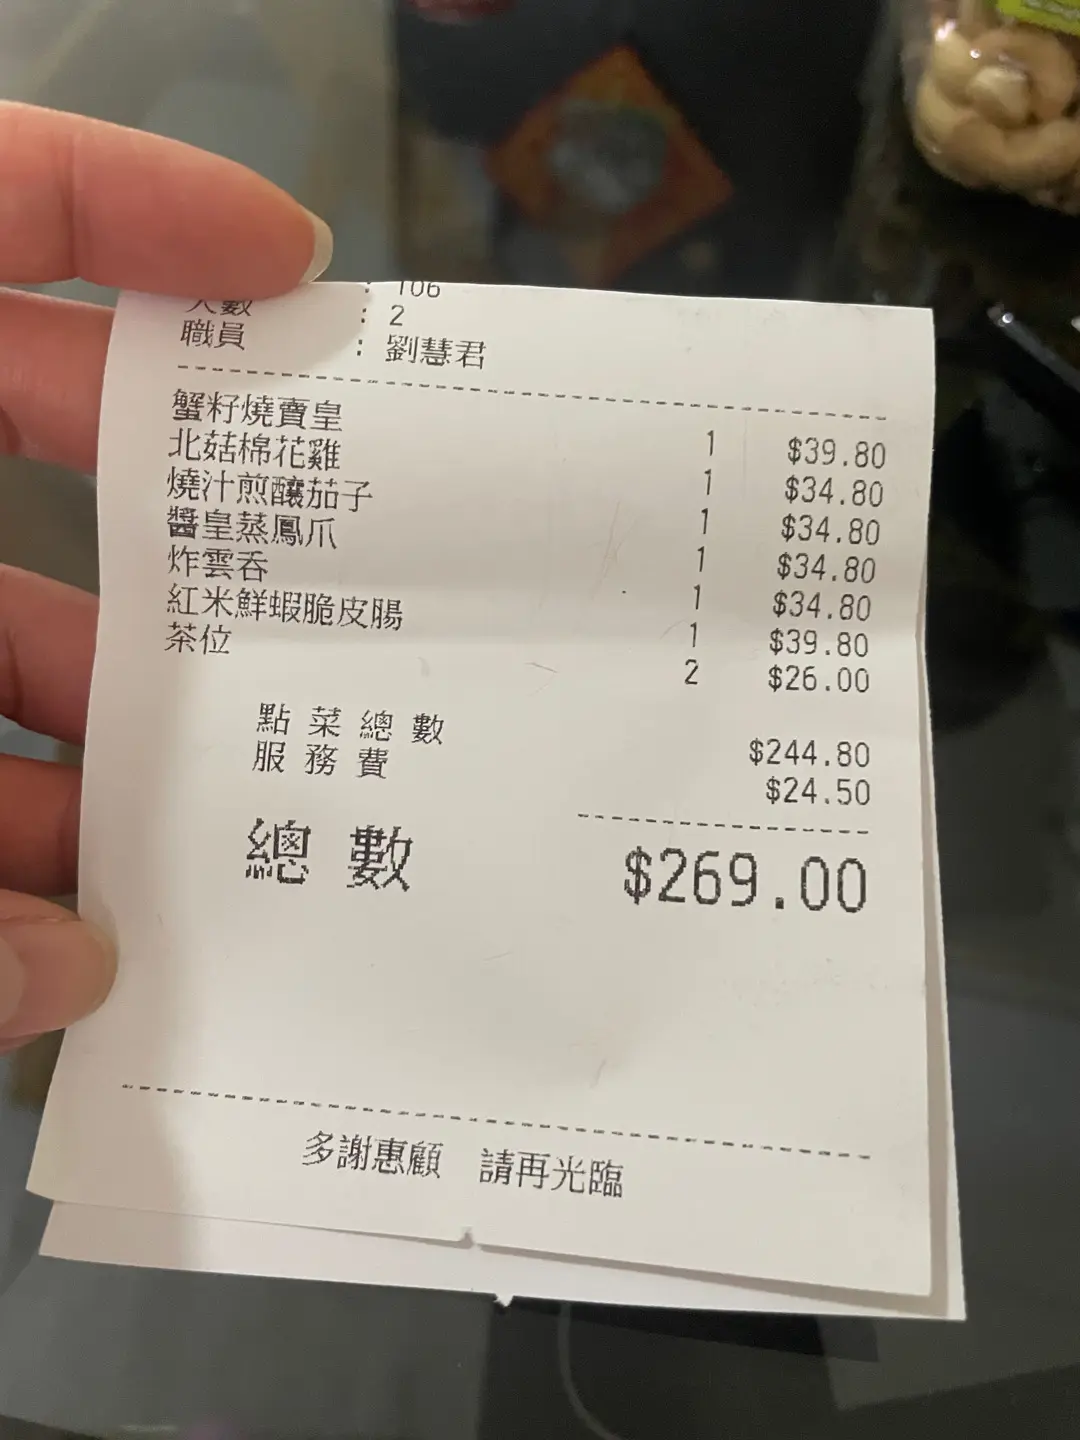 : 106
人數 : 2
職員 : 劉慧君
蟹籽燒賣皇 1 $39.80
北菇棉花雞 1 $34.80
燒汁煎釀茄子 1 $34.80
醬皇蒸鳳爪 1 $34.80
炸雲吞 1 $34.80
紅米鮮蝦脆皮腸 1 $39.80
茶位 2 $26.00
點菜總數 $244.80
服務費 $24.50
總數 $269.00
多謝惠顧 請再光臨